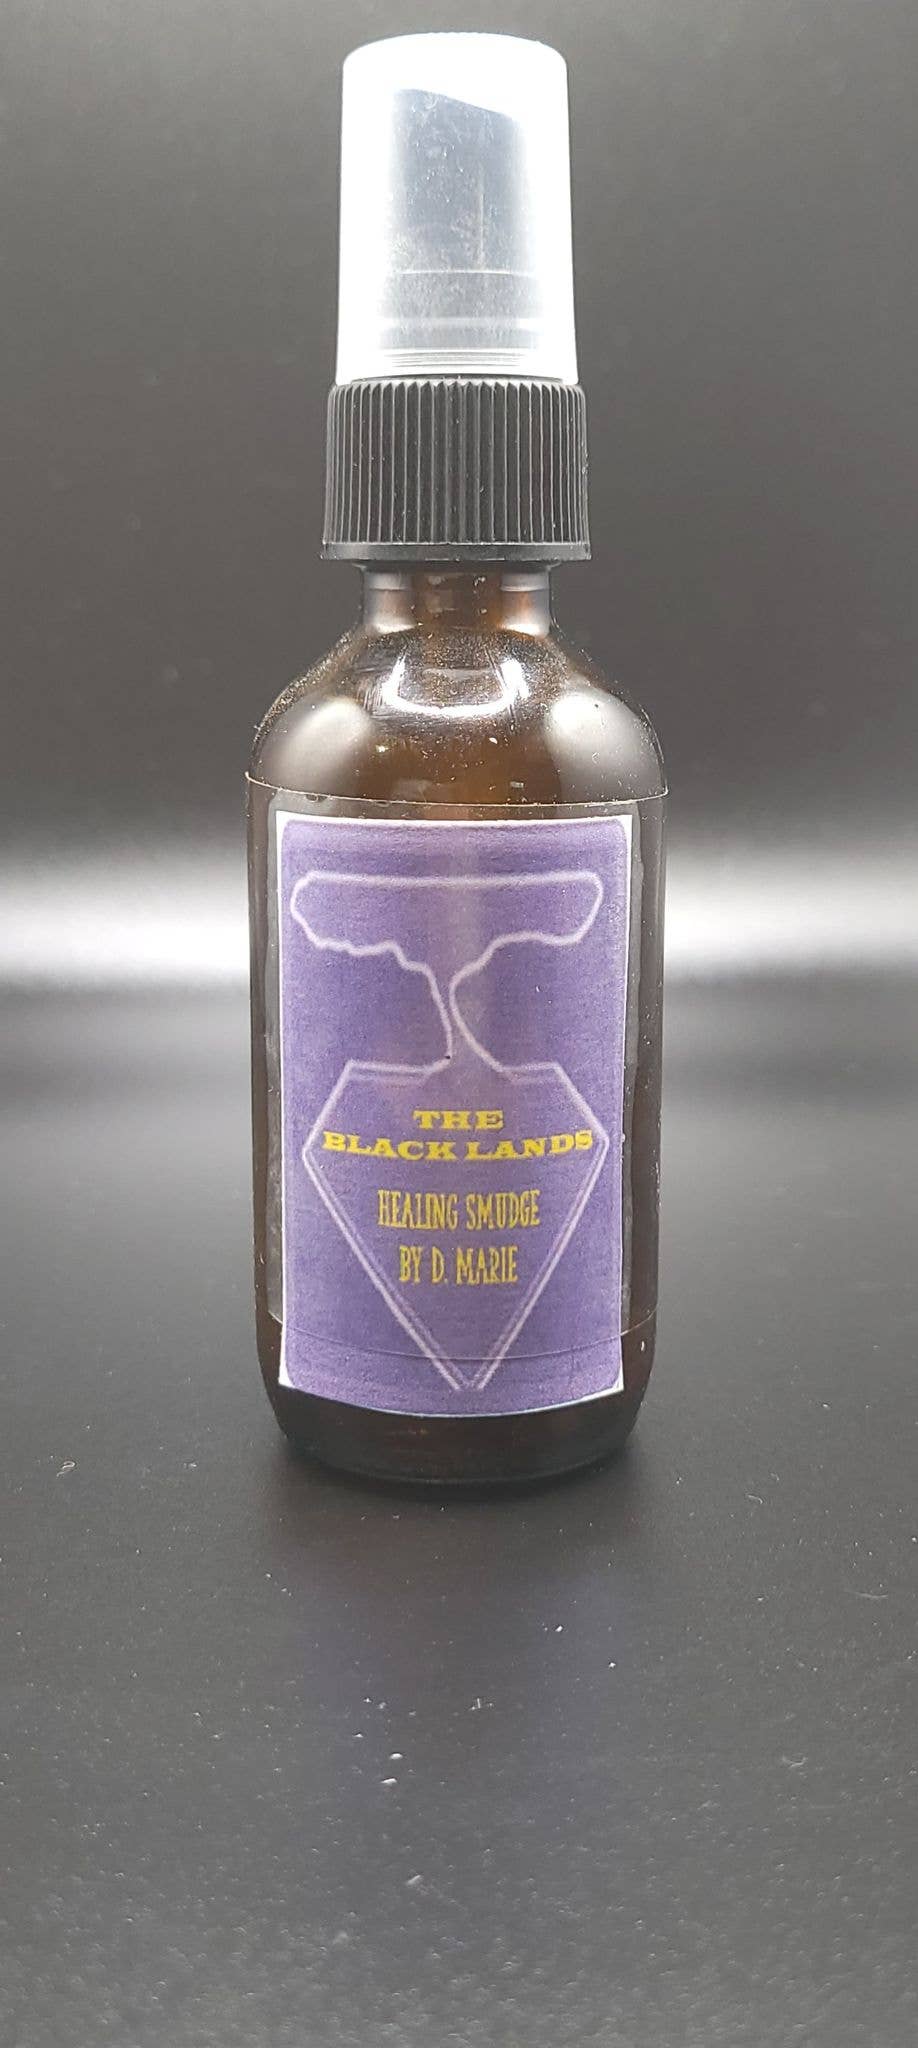 THE
BLACK LANDS
HEALING SMUDGE
BY D. MARIE